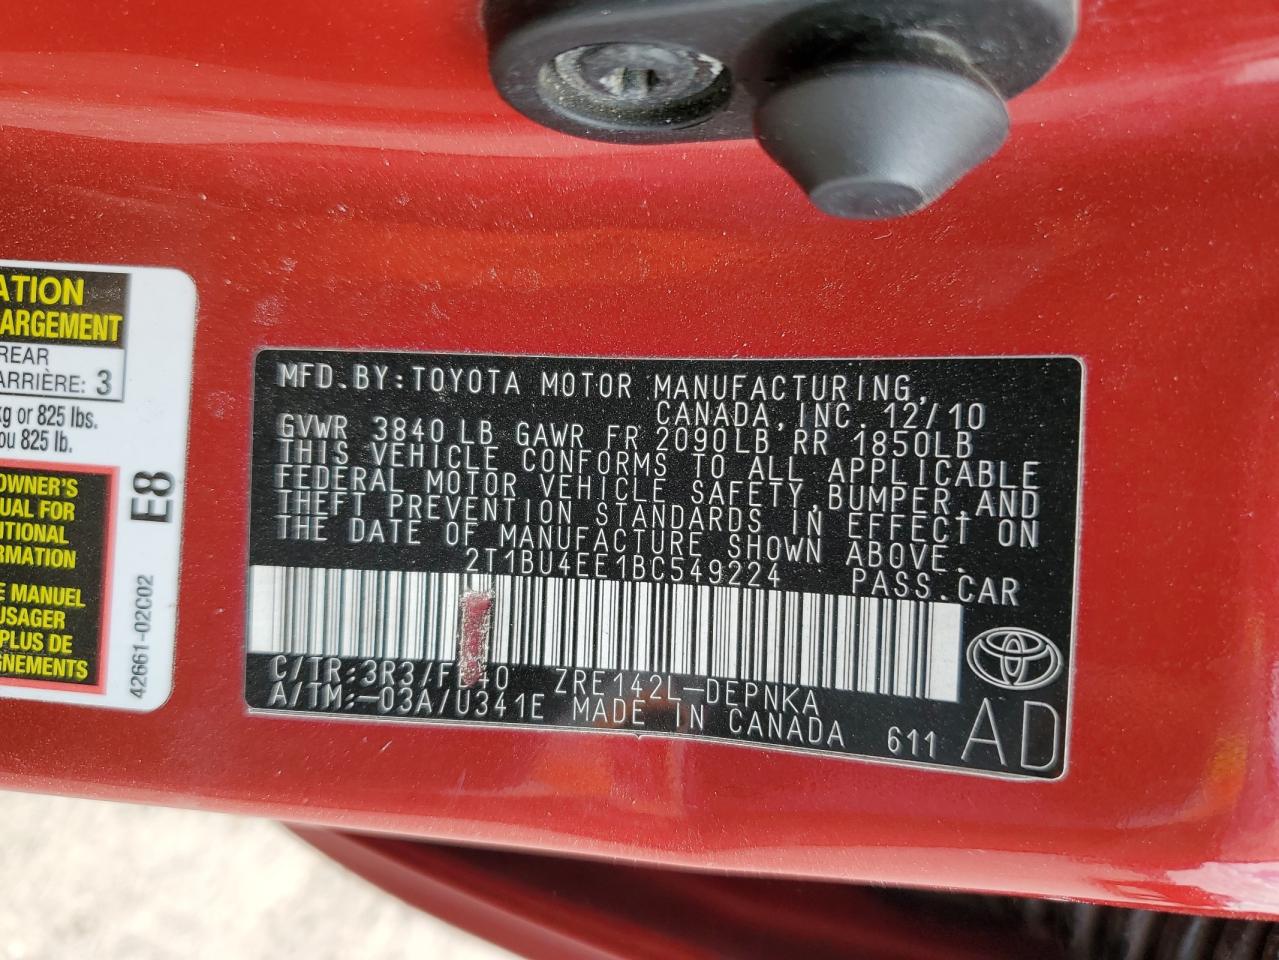 ATION
ARGEMENT
REAR
ARRIÈRE: 3
kg or 825 lbs.
ou 825 lb.
OWNER'S
UAL FOR
ITIONAL
RMATION
E MANUEL
USAGER
PLUS DE
GNEMENTS
E8
42661-02C02
MFD.BY:TOYOTA MOTOR MANUFACTURING,
CANADA,INC. 12/10
GVWR 3840LB GAWR FR 2090LB RR 1850LB
THIS VEHICLE CONFORMS TO ALL APPLICABLE
FEDERAL MOTOR VEHICLE SAFETY,BUMPER,AND
THEFT PREVENTION STANDARDS IN EFFECT ON
THE DATE OF MANUFACTURE SHOWN ABOVE.
2T1BU4EE1BC549224 PASS.CAR
C/TR:3R3/F 40 ZRE142L-DEPNKA
A/TM:-03A/U341E MADE IN CANADA 611 AD